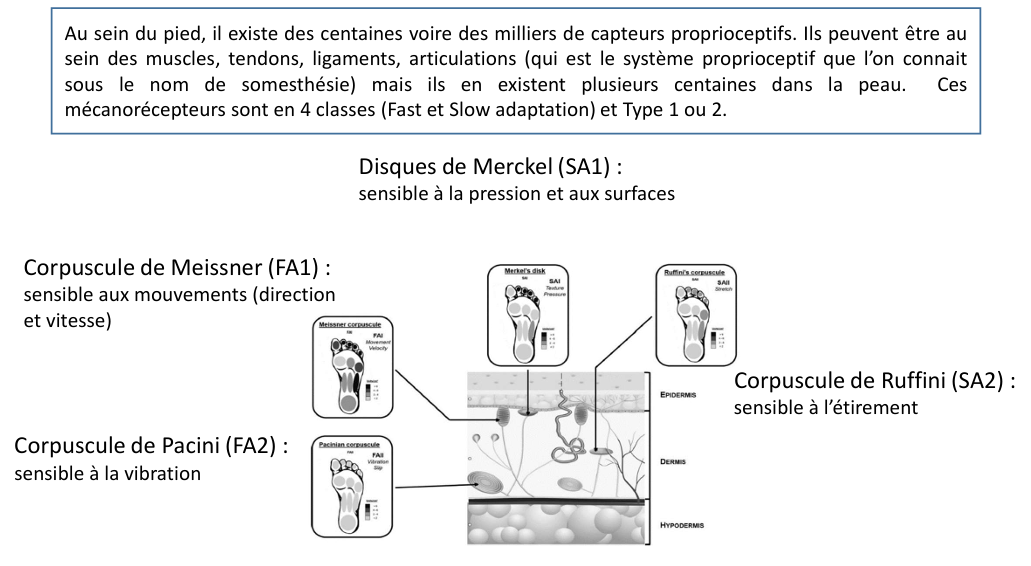 Au sein du pied, il existe des centaines voire des milliers de capteurs proprioceptifs. Ils peuvent être au
sein des muscles, tendons, ligaments, articulations (qui est le système proprioceptif que l’on connait
sous le nom de somesthésie) mais ils en existent plusieurs centaines dans la peau. Ces
mécanorécepteurs sont en 4 classes (Fast et Slow adaptation) et Type 1 ou 2.
Disques de Merckel (SA1) :
sensible à la pression et aux surfaces
Corpuscule de Meissner (FA1) :
sensible aux mouvements (direction
et vitesse)
Merkel's disk
SAI
Texture
Pressure
Ruffini's corpuscule
SAII
Stretch
Meissner corpuscule
FAI
Movement
Velocity
Corpuscule de Ruffini (SA2) :
sensible à l’étirement
EPIDERMIS
Corpuscule de Pacini (FA2) :
sensible à la vibration
Pacinian corpuscule
FAII
Vibration
Slip
DERMIS
HYPODERMIS